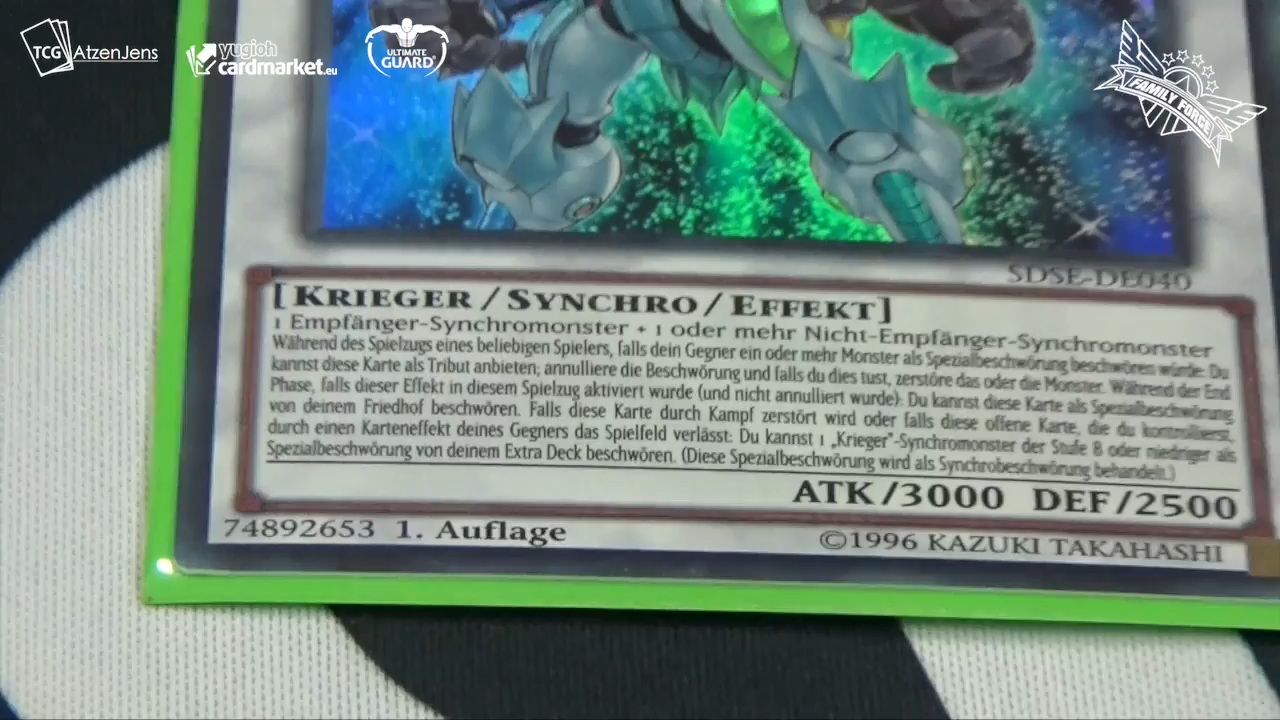 TCG AtzenJens
yugioh
cardmarket.eu
ULTIMATE
GUARD
FAMILY FORCE
SDSE-DE040
[KRIEGER/SYNCHRO/EFFEKT]
1 Empfänger-Synchromonster + 1 oder mehr Nicht-Empfänger-Synchromonster
Während des Spielzugs eines beliebigen Spielers, falls dein Gegner ein oder mehr Monster als Spezialbeschwörung beschwören würde: Du
kannst diese Karte als Tribut anbieten; annulliere die Beschwörung und falls du dies tust, zerstöre das oder die Monster. Während der End
Phase, falls dieser Effekt in diesem Spielzug aktiviert wurde (und nicht annulliert wurde): Du kannst diese Karte als Spezialbeschwörung
von deinem Friedhof beschwören. Falls diese Karte durch Kampf zerstört wird oder falls diese offene Karte, die du kontrollierst,
durch einen Karteneffekt deines Gegners das Spielfeld verlässt: Du kannst 1 „Krieger"-Synchromonster der Stufe 8 oder niedriger als
Spezialbeschwörung von deinem Extra Deck beschwören. (Diese Spezialbeschwörung wird als Synchrobeschwörung behandelt.)
ATK/3000 DEF/2500
74892653 1. Auflage
©1996 KAZUKI TAKAHASHI